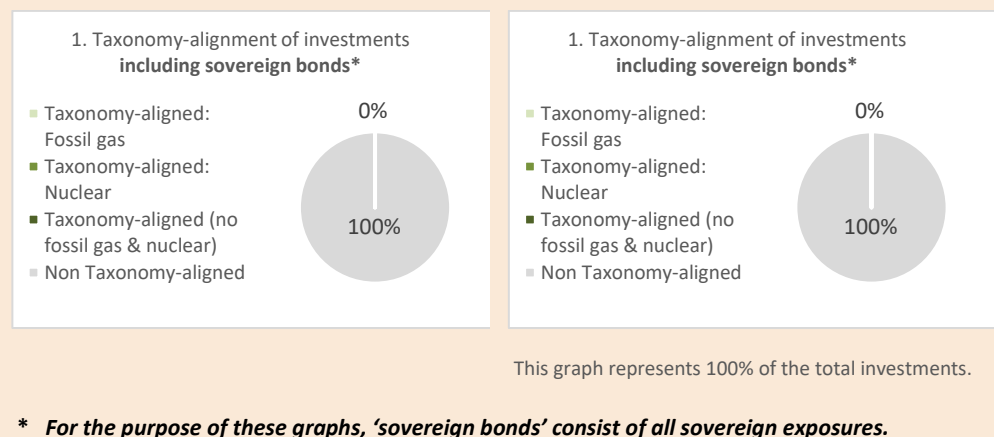 1. Taxonomy-alignment of investments
including sovereign bonds*
Taxonomy-aligned:
Fossil gas
Taxonomy-aligned:
Nuclear
Taxonomy-aligned (no
fossil gas & nuclear)
Non Taxonomy-aligned
0%
100%
1. Taxonomy-alignment of investments
including sovereign bonds*
Taxonomy-aligned:
Fossil gas
Taxonomy-aligned:
Nuclear
Taxonomy-aligned (no
fossil gas & nuclear)
Non Taxonomy-aligned
0%
100%
This graph represents 100% of the total investments.
* For the purpose of these graphs, ‘sovereign bonds’ consist of all sovereign exposures.